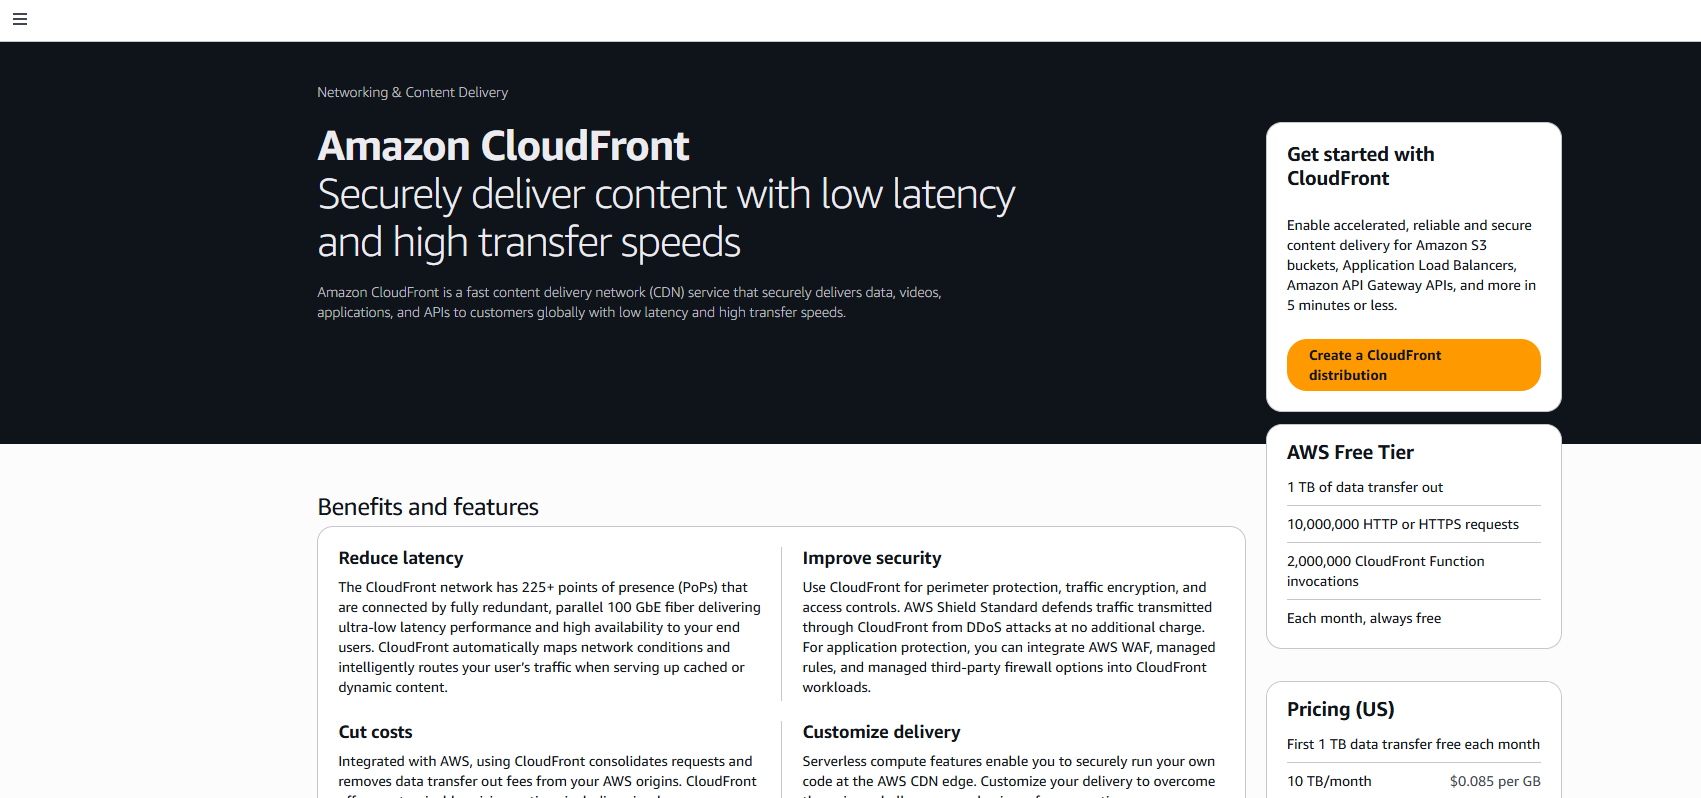 Networking & Content Delivery
Amazon CloudFront
Securely deliver content with low latency
and high transfer speeds
Amazon CloudFront is a fast content delivery network (CDN) service that securely delivers data, videos,
applications, and APIs to customers globally with low latency and high transfer speeds.
Get started with
CloudFront
Enable accelerated, reliable and secure
content delivery for Amazon S3
buckets, Application Load Balancers,
Amazon API Gateway APIs, and more in
5 minutes or less.
Create a CloudFront
distribution
AWS Free Tier
1 TB of data transfer out
10,000,000 HTTP or HTTPS requests
2,000,000 CloudFront Function
invocations
Each month, always free
Benefits and features
Reduce latency
The CloudFront network has 225+ points of presence (PoPs) that
are connected by fully redundant, parallel 100 GbE fiber delivering
ultra-low latency performance and high availability to your end
users. CloudFront automatically maps network conditions and
intelligently routes your user’s traffic when serving up cached or
dynamic content.
Improve security
Use CloudFront for perimeter protection, traffic encryption, and
access controls. AWS Shield Standard defends traffic transmitted
through CloudFront from DDoS attacks at no additional charge.
For application protection, you can integrate AWS WAF, managed
rules, and managed third-party firewall options into CloudFront
workloads.
Cut costs
Integrated with AWS, using CloudFront consolidates requests and
removes data transfer out fees from your AWS origins. CloudFront
Customize delivery
Serverless compute features enable you to securely run your own
code at the AWS CDN edge. Customize your delivery to overcome
Pricing (US)
First 1 TB data transfer free each month
10 TB/month $0.085 per GB